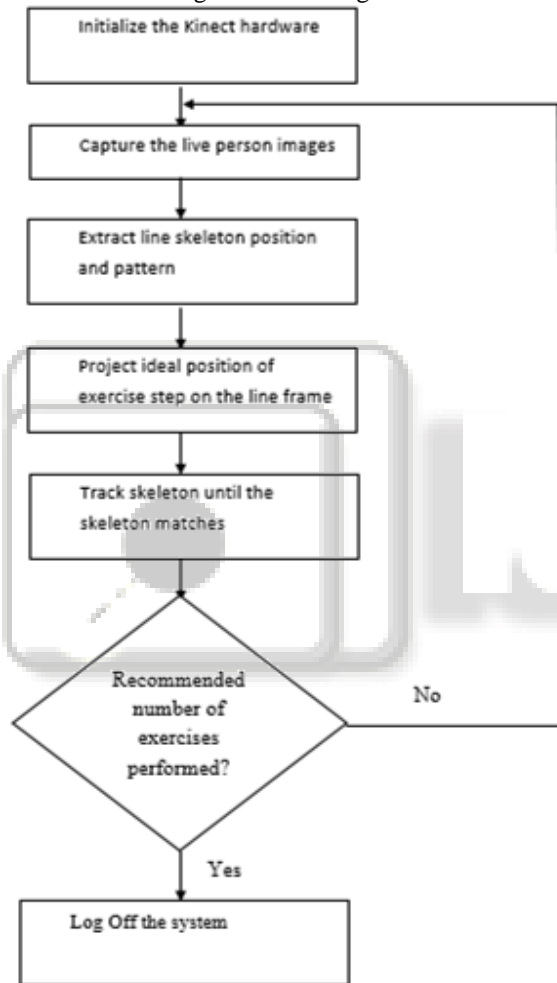 Initialize the Kinect hardware
Capture the live person images
Extract line skeleton position
and pattern
Project ideal position of
exercise step on the line frame
Track skeleton until the
skeleton matches
Recommended
number of
exercises
performed?
No
Yes
Log Off the system